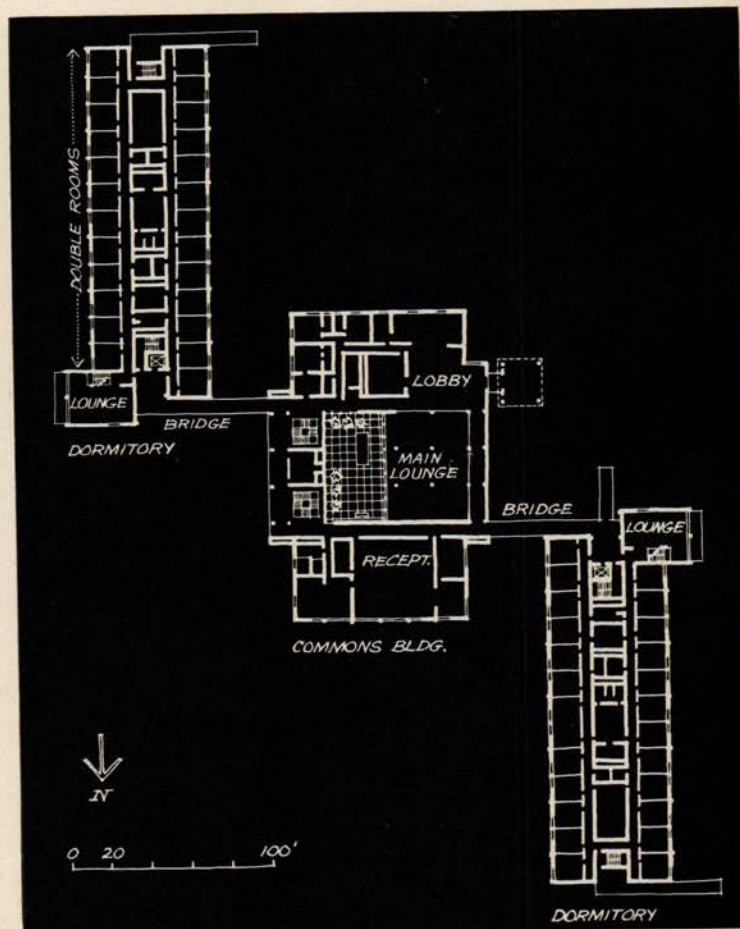 DOUBLE ROOMS
LOUNGE
BRIDGE
DORMITORY
LOBBY
MAIN
LOUNGE
BRIDGE
LOUNGE
RECEPT.
COMMONS BLDG.
N
0 20 100'
DORMITORY